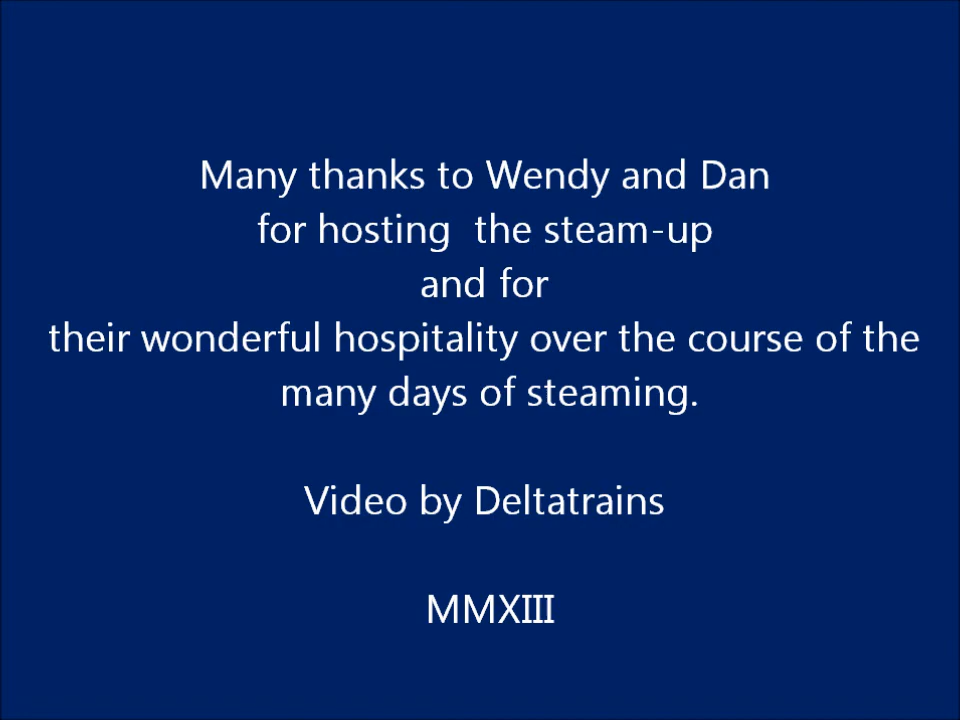 Many thanks to Wendy and Dan
for hosting  the steam-up
and for
their wonderful hospitality over the course of the
many days of steaming.
Video by Deltatrains
MMXIII